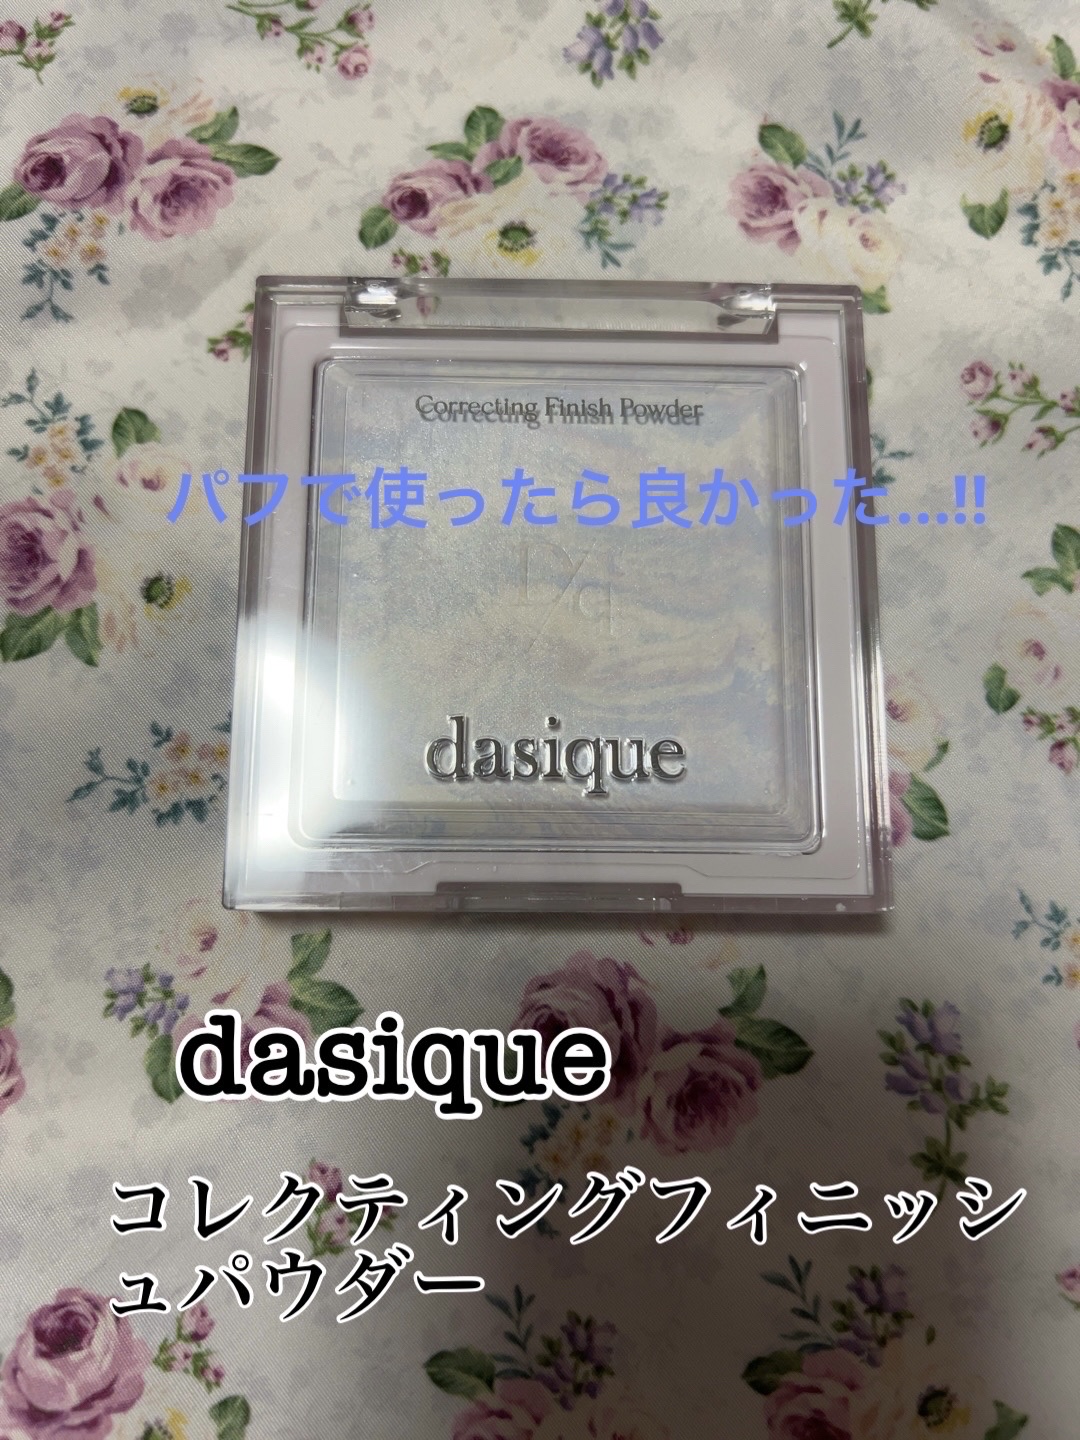 Correcting Finish Powder
パフで使ったら良かった...!!
D/q
dasique
dasique
コレクティングフィニッシ
ュパウダー